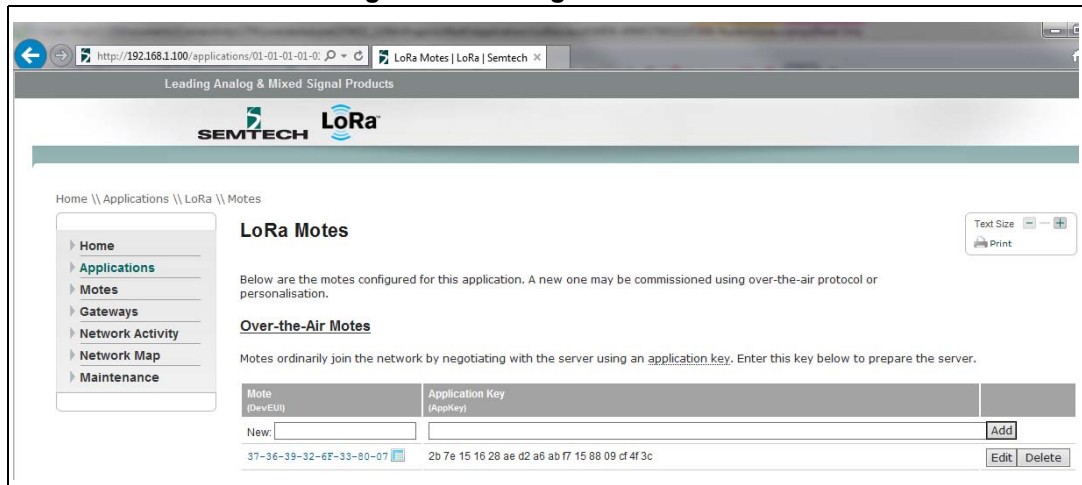 http://192.168.1.100/applications/01-01-01-01-0:
LoRa Motes | LoRa | Semtech ×
Leading Analog & Mixed Signal Products
SEMTECH LoRa™
Home \\ Applications \\ LoRa \\ Motes
Home
Applications
Motes
Gateways
Network Activity
Network Map
Maintenance
LoRa Motes
Text Size
Print
Below are the motes configured for this application. A new one may be commissioned using over-the-air protocol or
personalisation.
Over-the-Air Motes
Motes ordinarily join the network by negotiating with the server using an application key. Enter this key below to prepare the server.
Mote
(DevEUI)
Application Key
(AppKey)
New:
Add
37-36-39-32-6F-33-80-07
2b 7e 15 16 28 ae d2 a6 ab f7 15 88 09 cf 4f 3c
Edit Delete